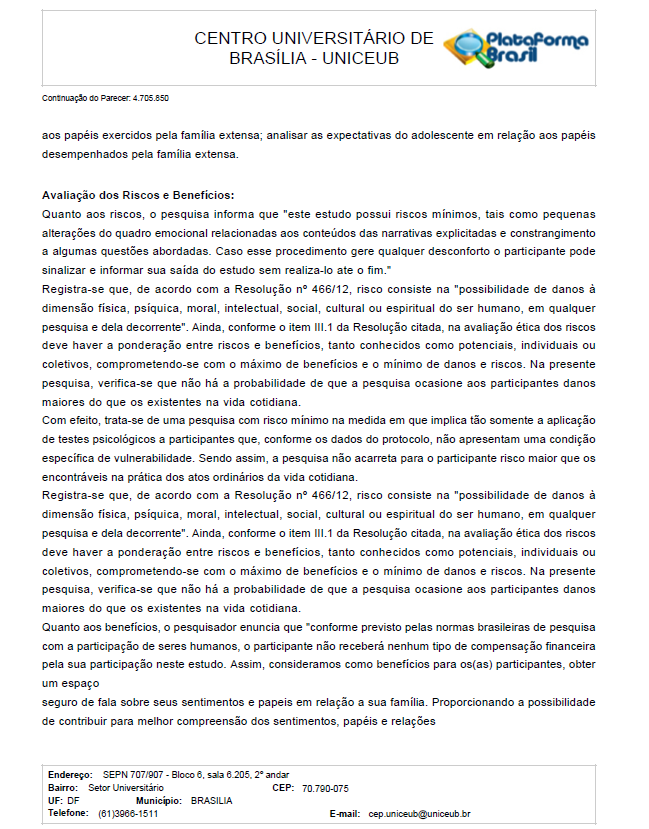 CENTRO UNIVERSITÁRIO DE
BRASÍLIA - UNICEUB
Plataforma
Brasil
Continuação do Parecer: 4.705.650
aos papéis exercidos pela família extensa; analisar as expectativas do adolescente em relação aos papéis
desempenhados pela família extensa.
Avaliação dos Riscos e Benefícios:
Quanto aos riscos, o pesquisa informa que "este estudo possui riscos mínimos, tais como pequenas
alterações do quadro emocional relacionadas aos conteúdos das narrativas explicitadas e constrangimento
a algumas questões abordadas. Caso esse procedimento gere qualquer desconforto o participante pode
sinalizar e informar sua saída do estudo sem realiza-lo ate o fim."
Registra-se que, de acordo com a Resolução nº 466/12, risco consiste na "possibilidade de danos à
dimensão física, psíquica, moral, intelectual, social, cultural ou espiritual do ser humano, em qualquer
pesquisa e dela decorrente". Ainda, conforme o item III.1 da Resolução citada, na avaliação ética dos riscos
deve haver a ponderação entre riscos e benefícios, tanto conhecidos como potenciais, individuais ou
coletivos, comprometendo-se com o máximo de benefícios e o mínimo de danos e riscos. Na presente
pesquisa, verifica-se que não há a probabilidade de que a pesquisa ocasione aos participantes danos
maiores do que os existentes na vida cotidiana.
Com efeito, trata-se de uma pesquisa com risco mínimo na medida em que implica tão somente a aplicação
de testes psicológicos a participantes que, conforme os dados do protocolo, não apresentam uma condição
específica de vulnerabilidade. Sendo assim, a pesquisa não acarreta para o participante risco maior que os
encontráveis na prática dos atos ordinários da vida cotidiana.
Registra-se que, de acordo com a Resolução nº 466/12, risco consiste na "possibilidade de danos à
dimensão física, psíquica, moral, intelectual, social, cultural ou espiritual do ser humano, em qualquer
pesquisa e dela decorrente". Ainda, conforme o item III.1 da Resolução citada, na avaliação ética dos riscos
deve haver a ponderação entre riscos e benefícios, tanto conhecidos como potenciais, individuais ou
coletivos, comprometendo-se com o máximo de benefícios e o mínimo de danos e riscos. Na presente
pesquisa, verifica-se que não há a probabilidade de que a pesquisa ocasione aos participantes danos
maiores do que os existentes na vida cotidiana.
Quanto aos benefícios, o pesquisador enuncia que "conforme previsto pelas normas brasileiras de pesquisa
com a participação de seres humanos, o participante não receberá nenhum tipo de compensação financeira
pela sua participação neste estudo. Assim, consideramos como benefícios para os(as) participantes, obter
um espaço
seguro de fala sobre seus sentimentos e papeis em relação a sua família. Proporcionando a possibilidade
de contribuir para melhor compreensão dos sentimentos, papéis e relações
Endereço: SEPN 707/907 - Bloco 6, sala 6.205, 2º andar
Bairro: Setor Universitário CEP: 70.790-075
UF: DF Município: BRASILIA
Telefone: (61)3966-1511 E-mail: cep.uniceub@uniceub.br